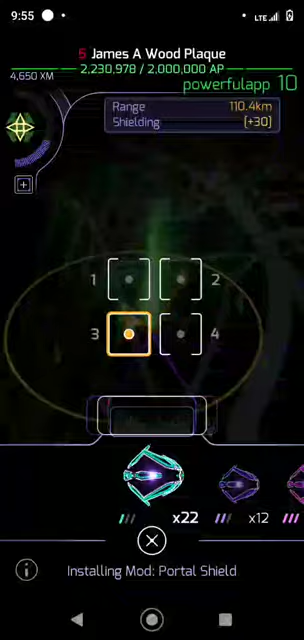 9:55
LTE
5 James A Wood Plaque
2,230,978 / 2,000,000 AP
4,650 XM
powerfulapp 10
Range 110.4km
Shielding [+30]
1 2
3 4
x22 x12
Installing Mod: Portal Shield